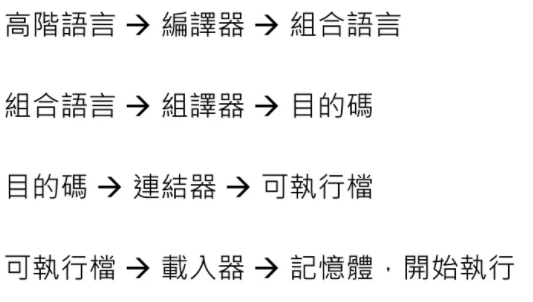 高階語言 → 編譯器 → 組合語言
組合語言 → 組譯器 → 目的碼
目的碼 → 連結器 → 可執行檔
可執行檔 → 載入器 → 記憶體，開始執行